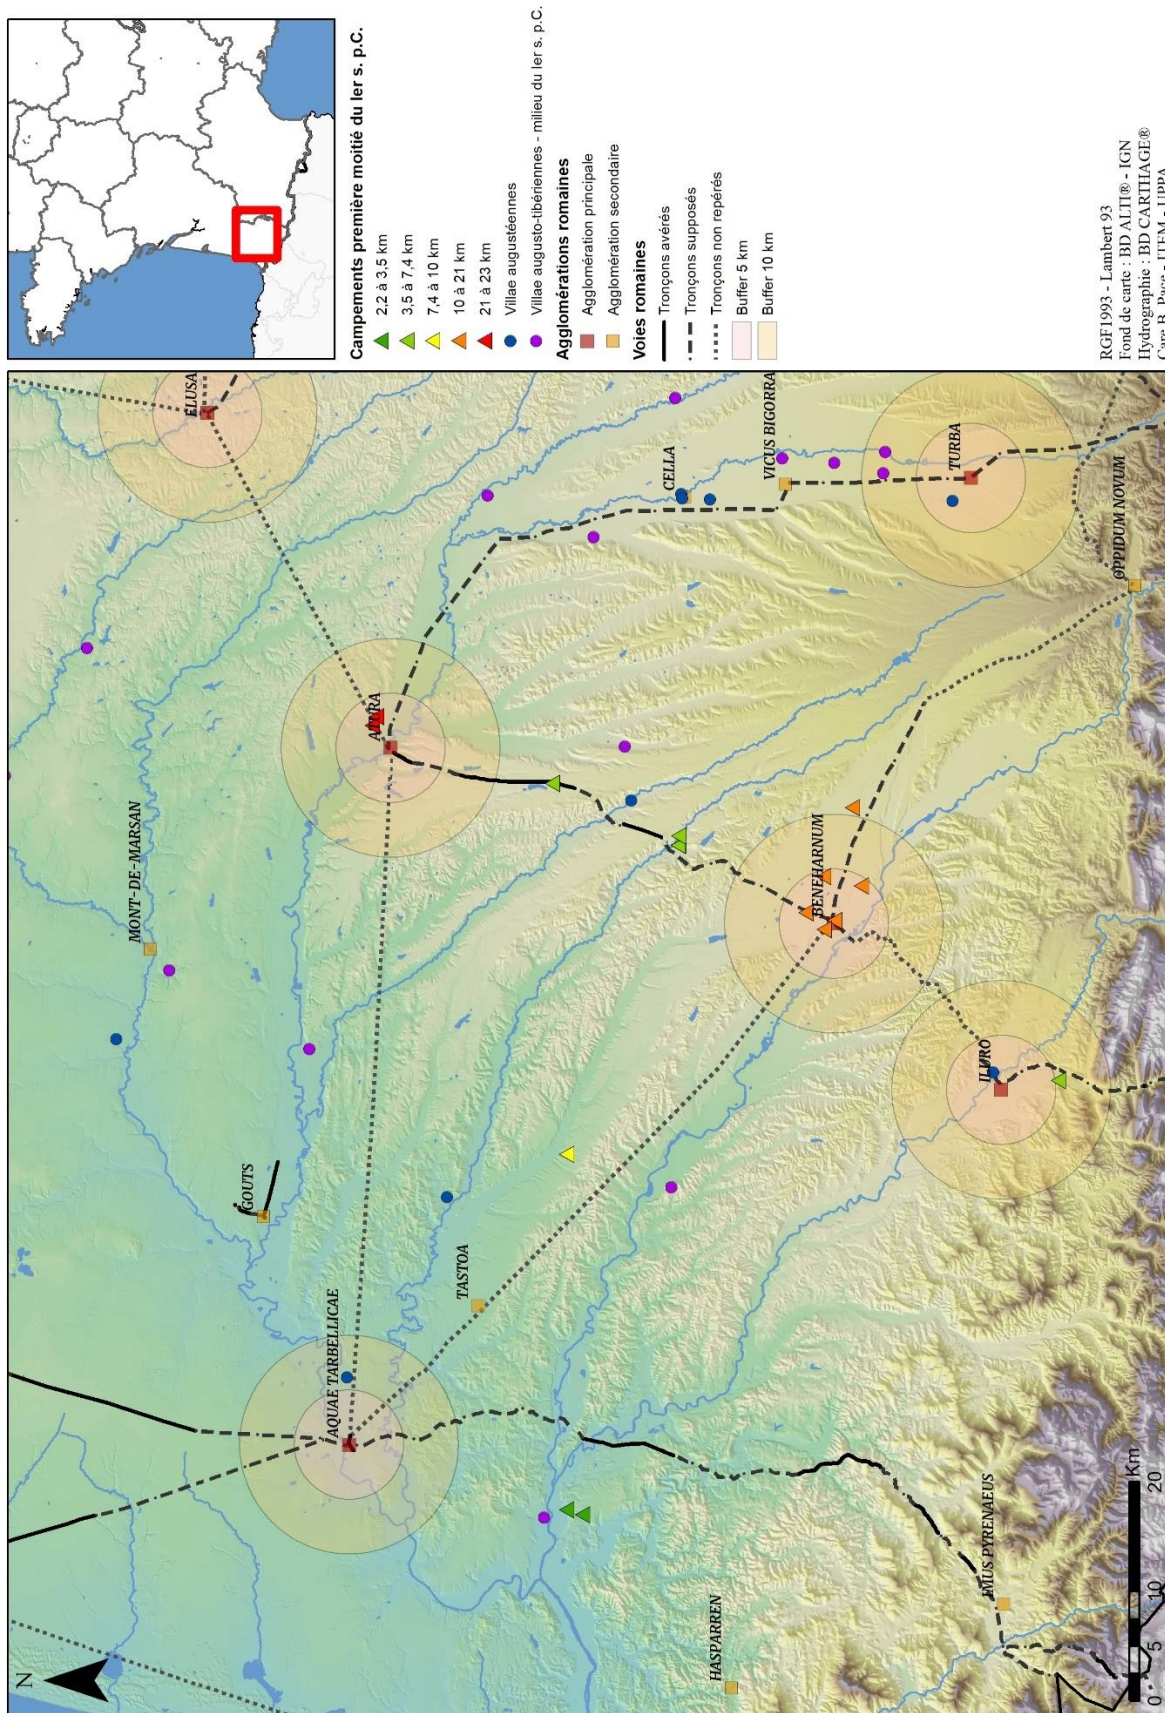 N
ELUSA
MONT-DE-MARSAN
ATURA
GOUTS
AQUAE TARBELLICAE
TASTOA
CELLA
VICUS BIGORRA
TURBA
OPPIDUM NOVUM
BENEHARNUM
ILURO
HASPARREN
IMUS PYRENAEUS
0 5 10 20
Km
Campements première moitié du Ier s. p.C.
2,2 à 3,5 km
3,5 à 7,4 km
7,4 à 10 km
10 à 21 km
21 à 23 km
Villae augustéennes
Villae augusto-tibériennes - milieu du Ier s. p.C.
Agglomérations romaines
Agglomération principale
Agglomération secondaire
Voies romaines
Tronçons avérés
Tronçons supposés
Tronçons non repérés
Buffer 5 km
Buffer 10 km
RGF1993 - Lambert 93
Fond de carte : BD ALTI® - IGN
Hydrographie : BD CARTHAGE®